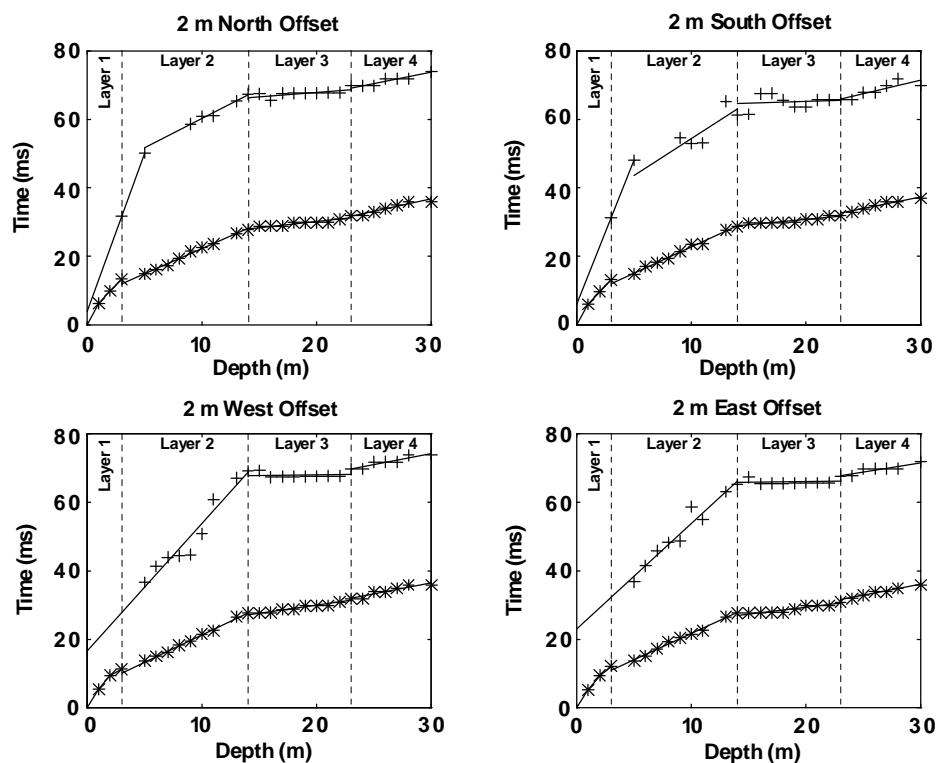 2 m North Offset
80
60
40
20
0
Time (ms)
Layer 1
Layer 2
Layer 3
Layer 4
0
10
20
30
Depth (m)
2 m South Offset
80
60
40
20
0
Time (ms)
Layer 1
Layer 2
Layer 3
Layer 4
0
10
20
30
Depth (m)
2 m West Offset
80
60
40
20
0
Time (ms)
Layer 1
Layer 2
Layer 3
Layer 4
0
10
20
30
Depth (m)
2 m East Offset
80
60
40
20
0
Time (ms)
Layer 1
Layer 2
Layer 3
Layer 4
0
10
20
30
Depth (m)